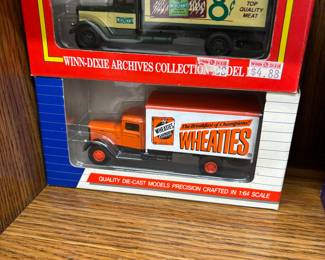 8¢
TOP
QUALITY
MEAT
WINN-DIXIE ARCHIVES COLLECTION MODEL
$4.88
The Breakfast of Champions
WHEATIES
WHEATIES
QUALITY DIE-CAST MODELS PRECISION CRAFTED IN 1:64 SCALE